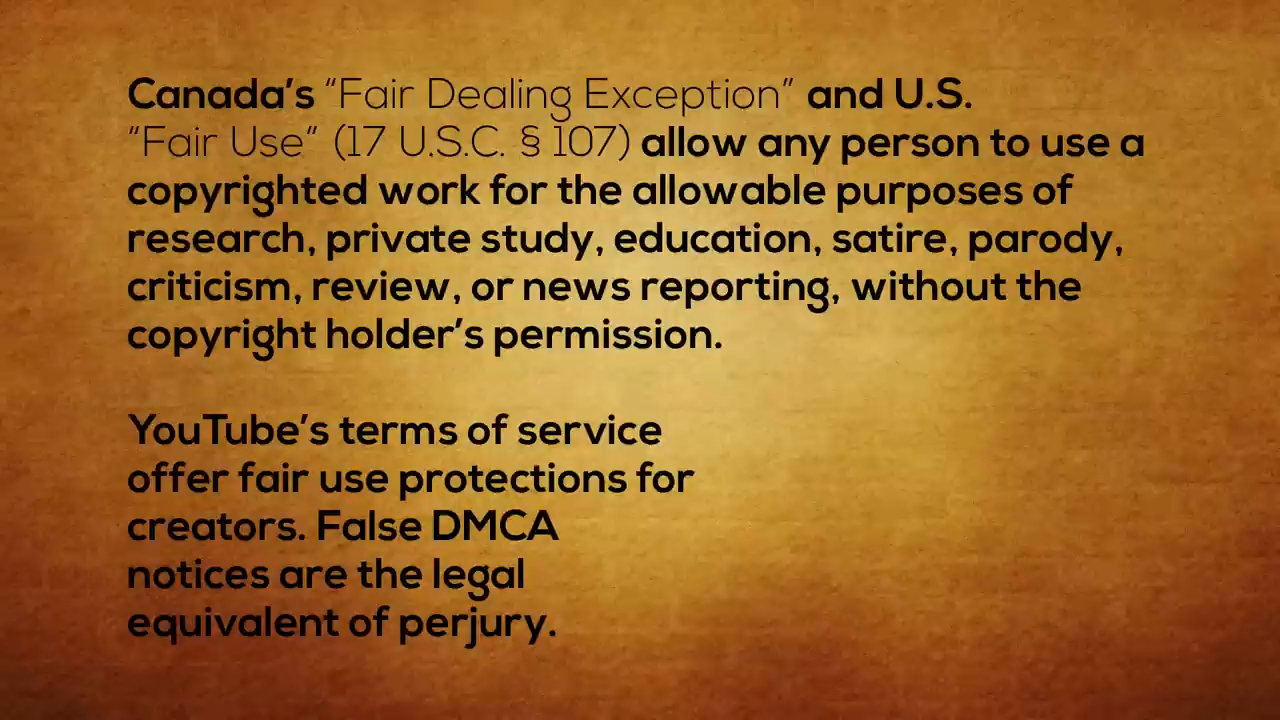 Canada’s “Fair Dealing Exception” and U.S.
“Fair Use“ (17 U.S.C. § 107) allow any person to use a
copyrighted work for the allowable purposes of
research, private study, education, satire, parody,
criticism, review, or news reporting, without the
copyright holder’s permission.
YouTube’s terms of service
offer fair use protections for
creators. False DMCA
notices are the legal
equivalent of perjury.